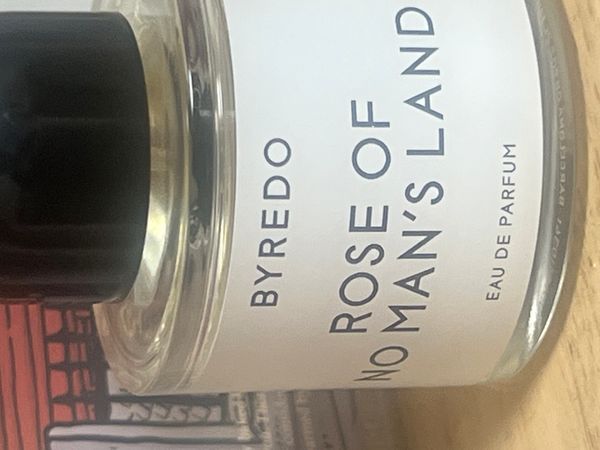 BYREDO
ROSE OF
NO MAN'S LAND
EAU DE PARFUM